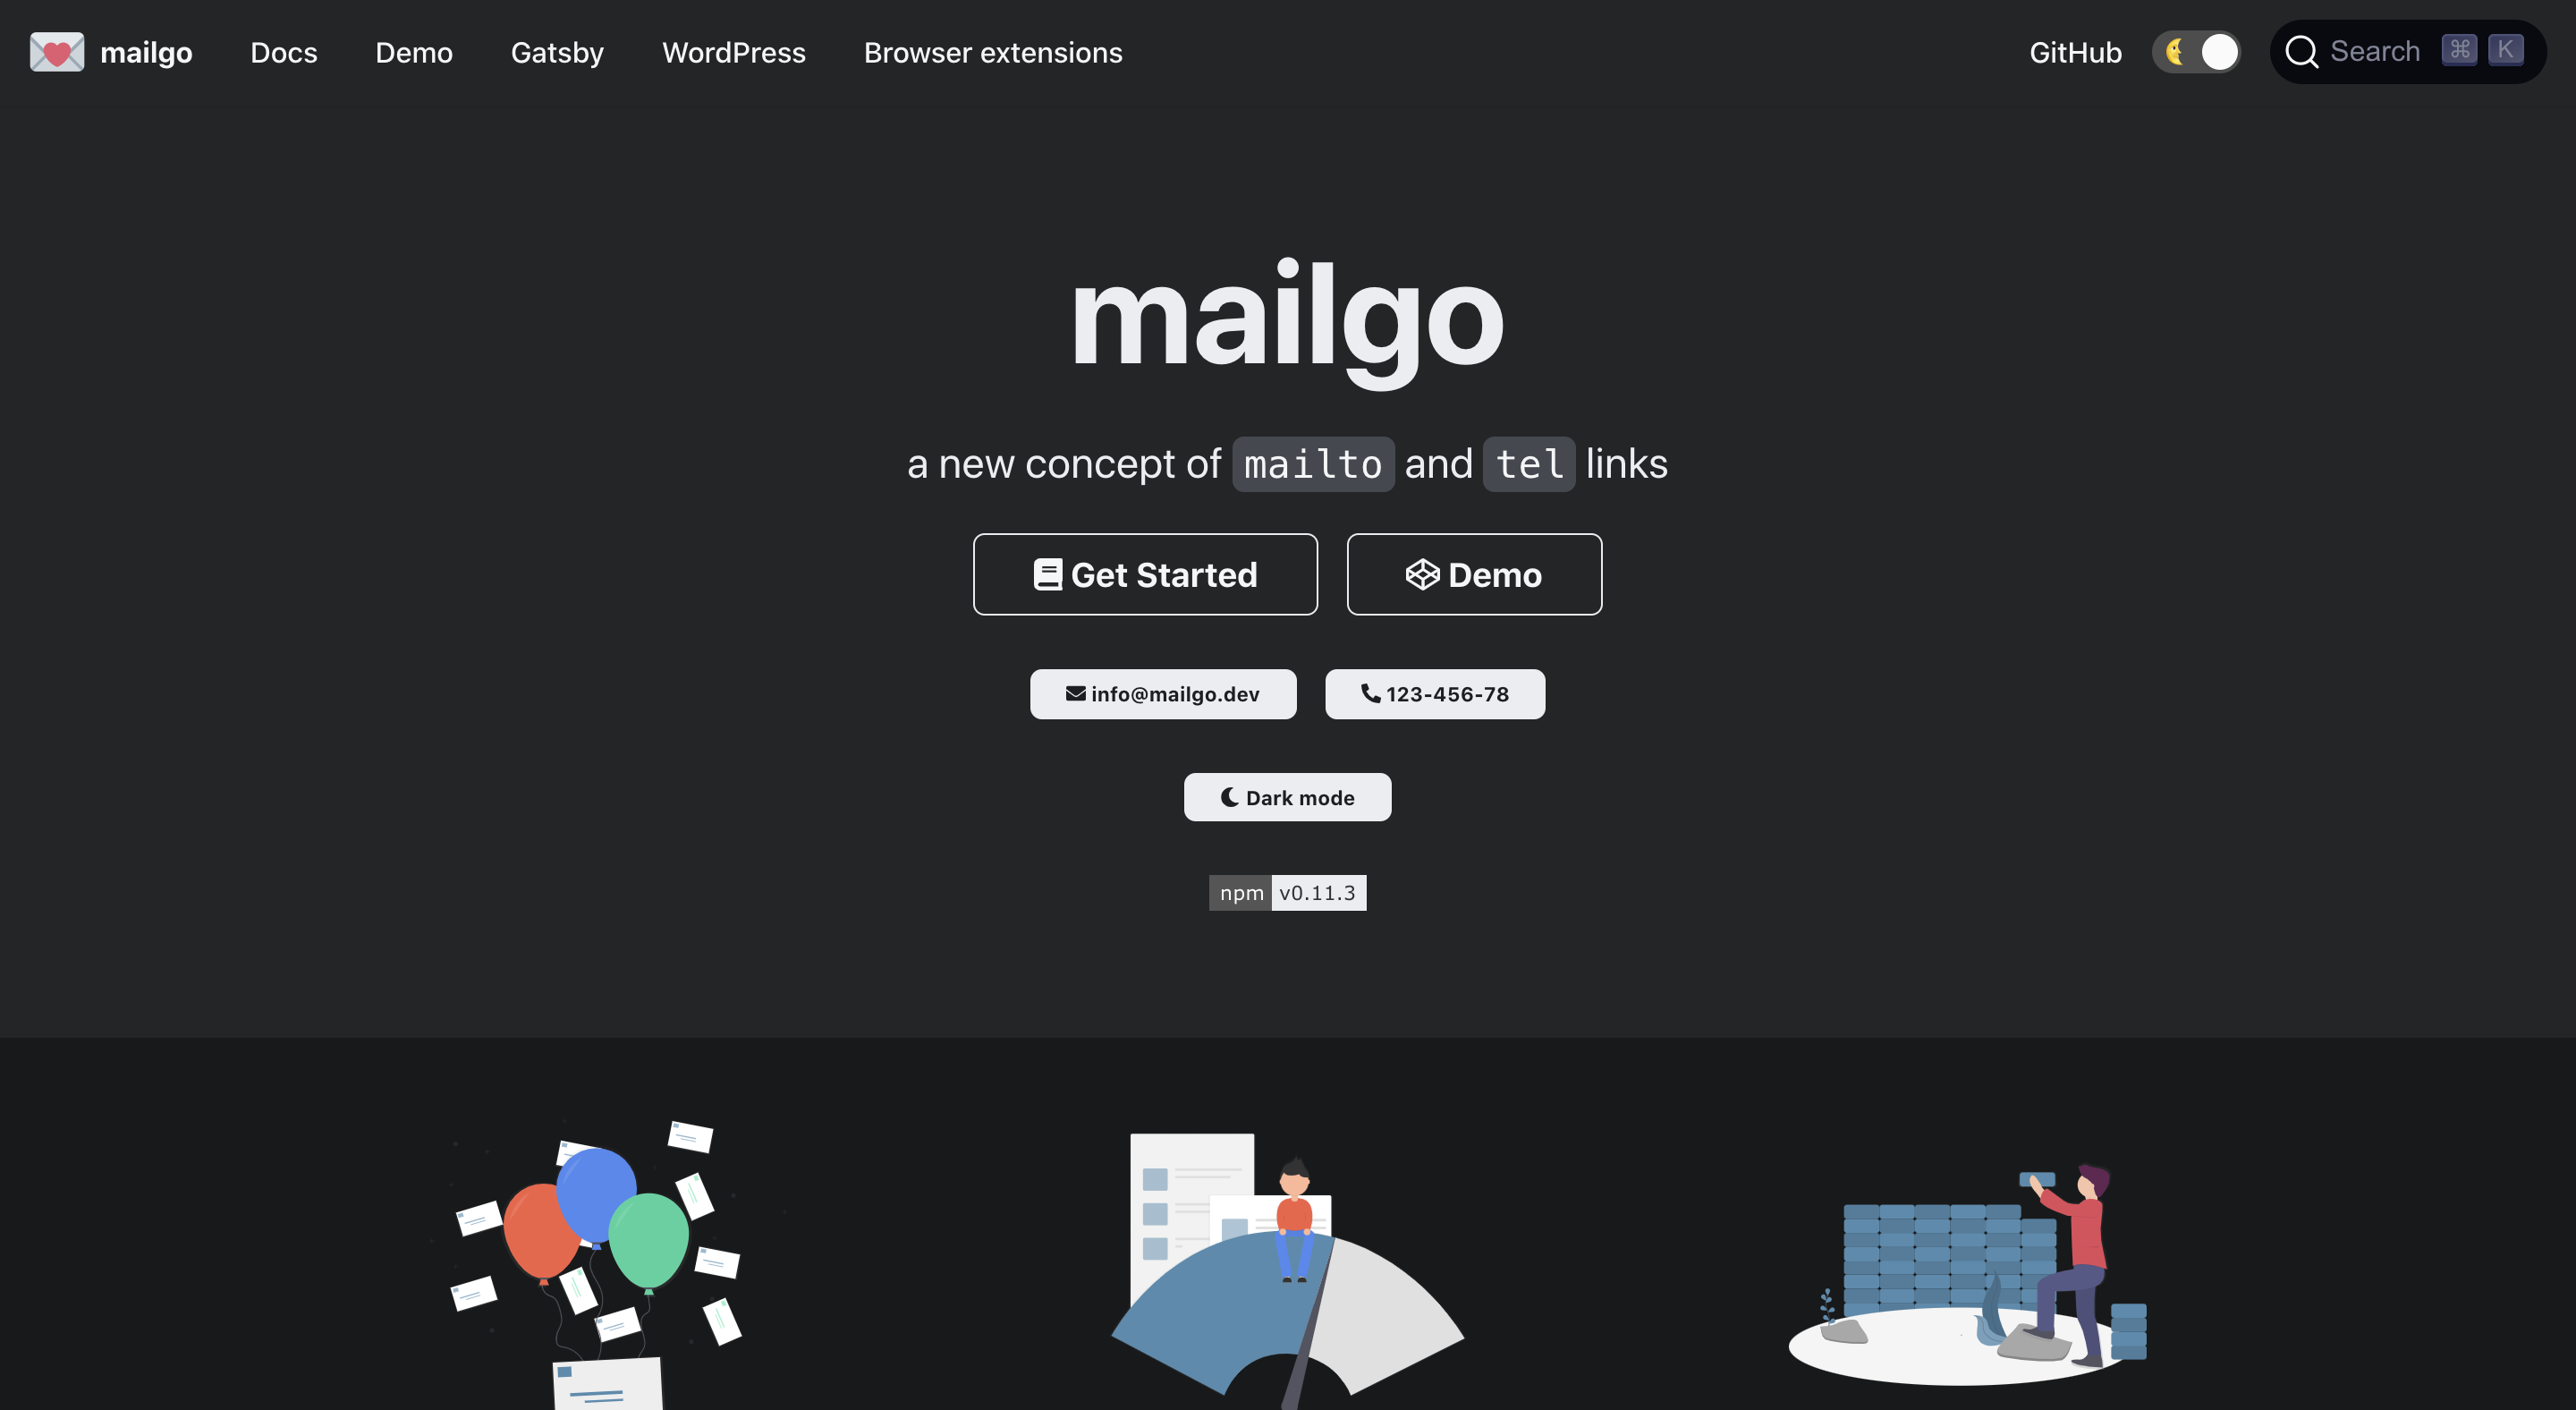 mailgo Docs Demo Gatsby WordPress Browser extensions GitHub Search ⌘ K
mailgo
a new concept of mailto and tel links
Get Started Demo
info@mailgo.dev 123-456-78
Dark mode
npm v0.11.3